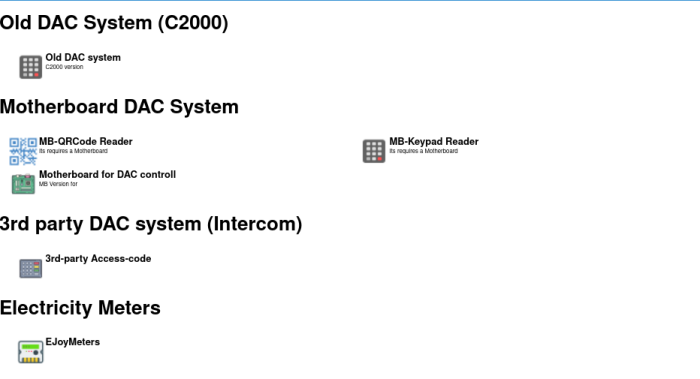 Old DAC System (C2000)
Old DAC system
C2000 version
Motherboard DAC System
MB-QRCode Reader
Its requires a Motherboard
MB-Keypad Reader
Its requires a Motherboard
Motherboard for DAC controll
MB Version for
3rd party DAC system (Intercom)
3rd-party Access-code
Electricity Meters
EJoyMeters